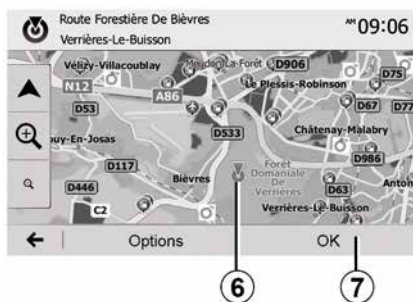 Route Forestière De Bièvres
Verrières-Le-Buisson
AM 09:06
Vélizy-Villacoublay
Meudon-La-Forêt
D906
D75
N12
A86
Le Plessis-Robinson
D53
D67
D77
D533
Châtenay-Malabry
uy-En-Josas
D117
D986
Forêt
Domaniale
De
Verrières
D446
Bièvres
D63
Anton
C2
Verrières-Le-Buisson
Options
OK
6
7